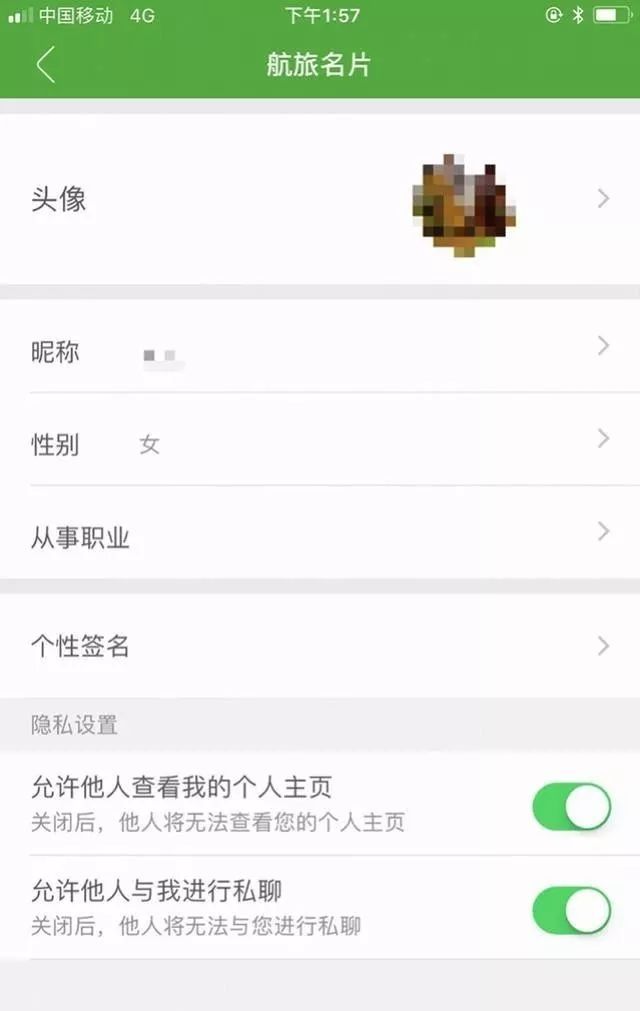 中国移动 4G 下午1:57
航旅名片
头像
昵称
性别 女
从事职业
个性签名
隐私设置
允许他人查看我的个人主页
关闭后，他人将无法查看您的个人主页
允许他人与我进行私聊
关闭后，他人将无法与您进行私聊